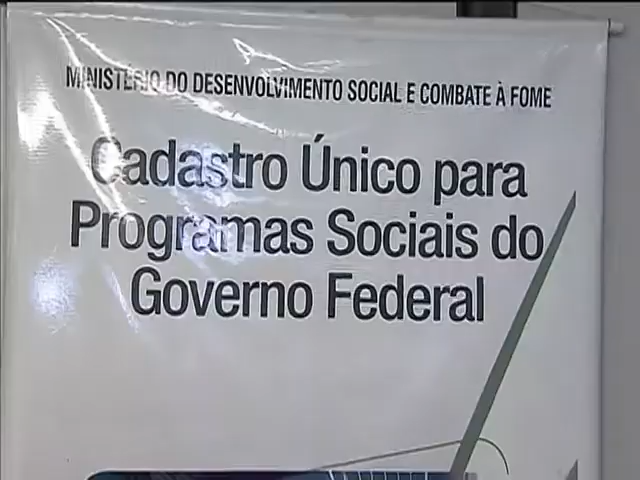 MINISTÉRIO DO DESENVOLVIMENTO SOCIAL E COMBATE À FOME
Cadastro Único para
Programas Sociais do
Governo Federal